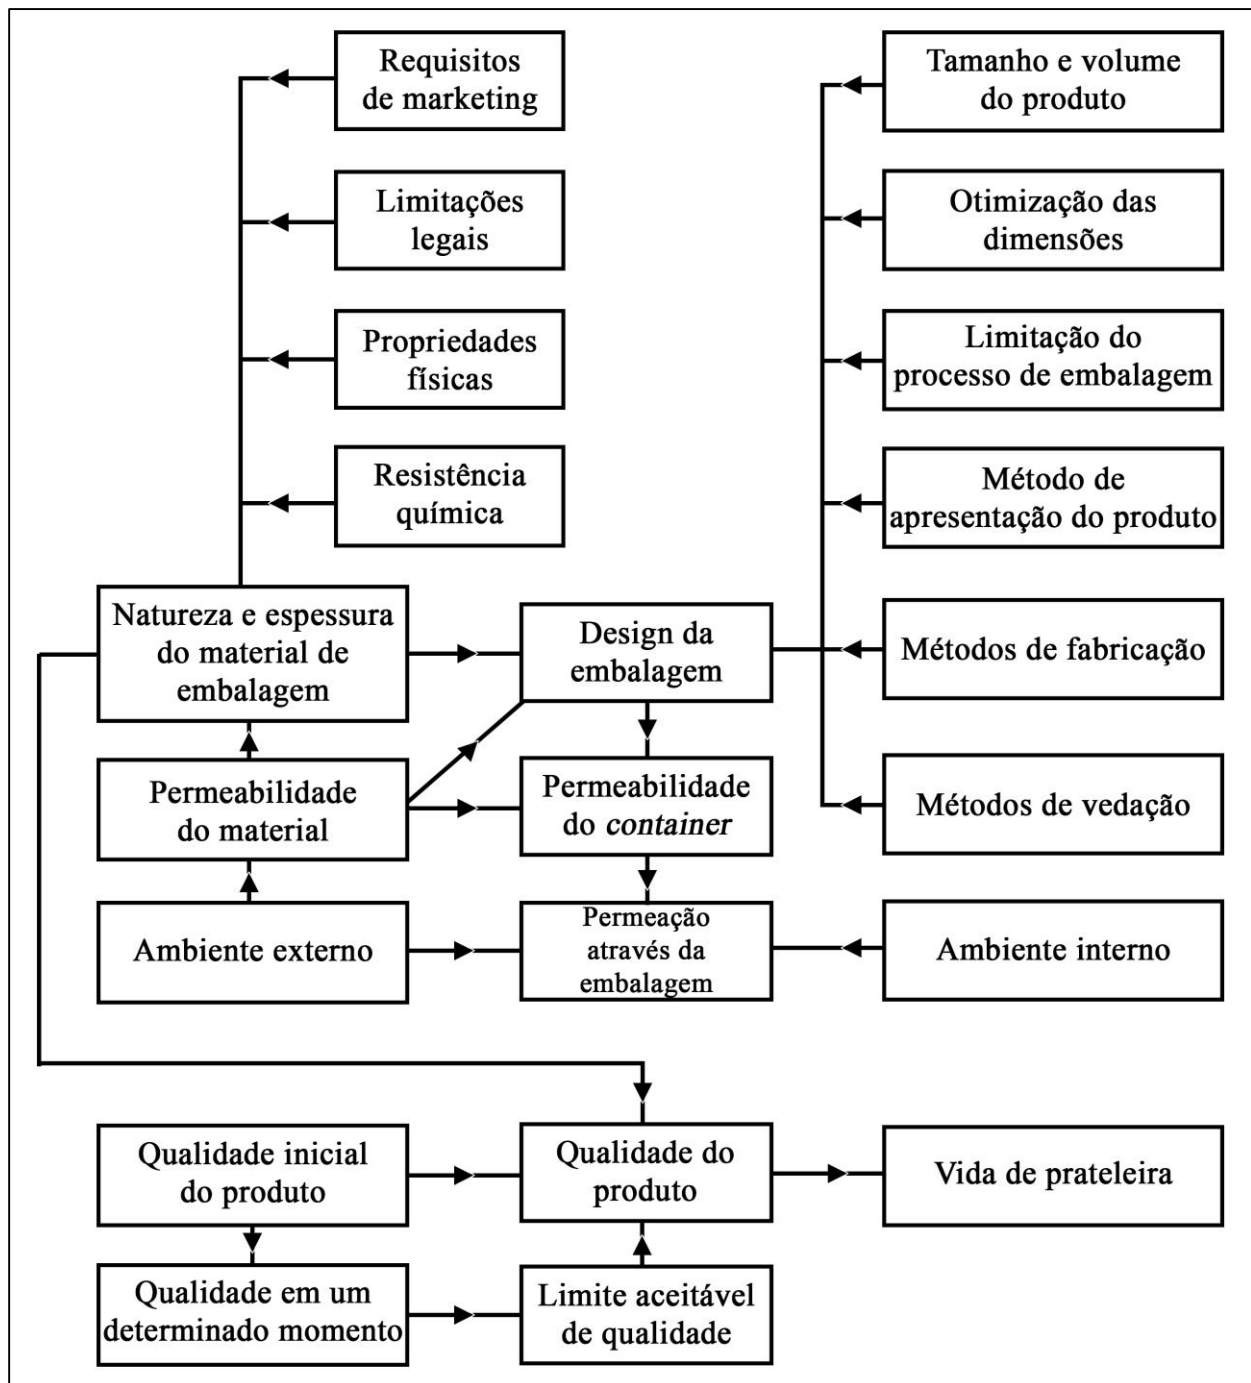 Requisitos
de marketing
Tamanho e volume
do produto
Limitações
legais
Otimização das
dimensões
Propriedades
físicas
Limitação do
processo de embalagem
Resistência
química
Método de
apresentação do produto
Natureza e espessura
do material de
embalagem
Design da
embalagem
Métodos de fabricação
Permeabilidade
do material
Permeabilidade
do container
Métodos de vedação
Ambiente externo
Permeação
através da
embalagem
Ambiente interno
Qualidade inicial
do produto
Qualidade do
produto
Vida de prateleira
Qualidade em um
determinado momento
Limite aceitável
de qualidade